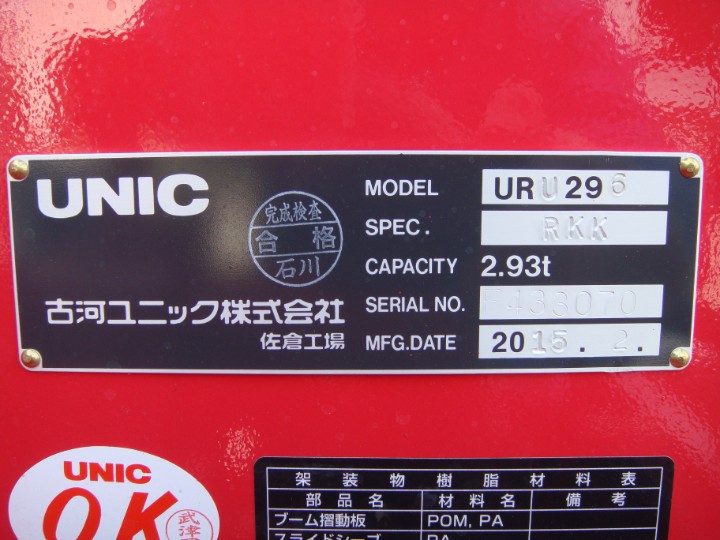 UNIC
完成検査
合格
石川
古河ユニック株式会社
佐倉工場
MODEL URU296
SPEC. RKK
CAPACITY 2.93t
SERIAL NO. 433070
MFG.DATE 2015.2.
UNIC
OK
武津
架装物樹脂材料表
部品名 材料名 備考
ブーム摺動板 POM, PA
スライドシーブ PA